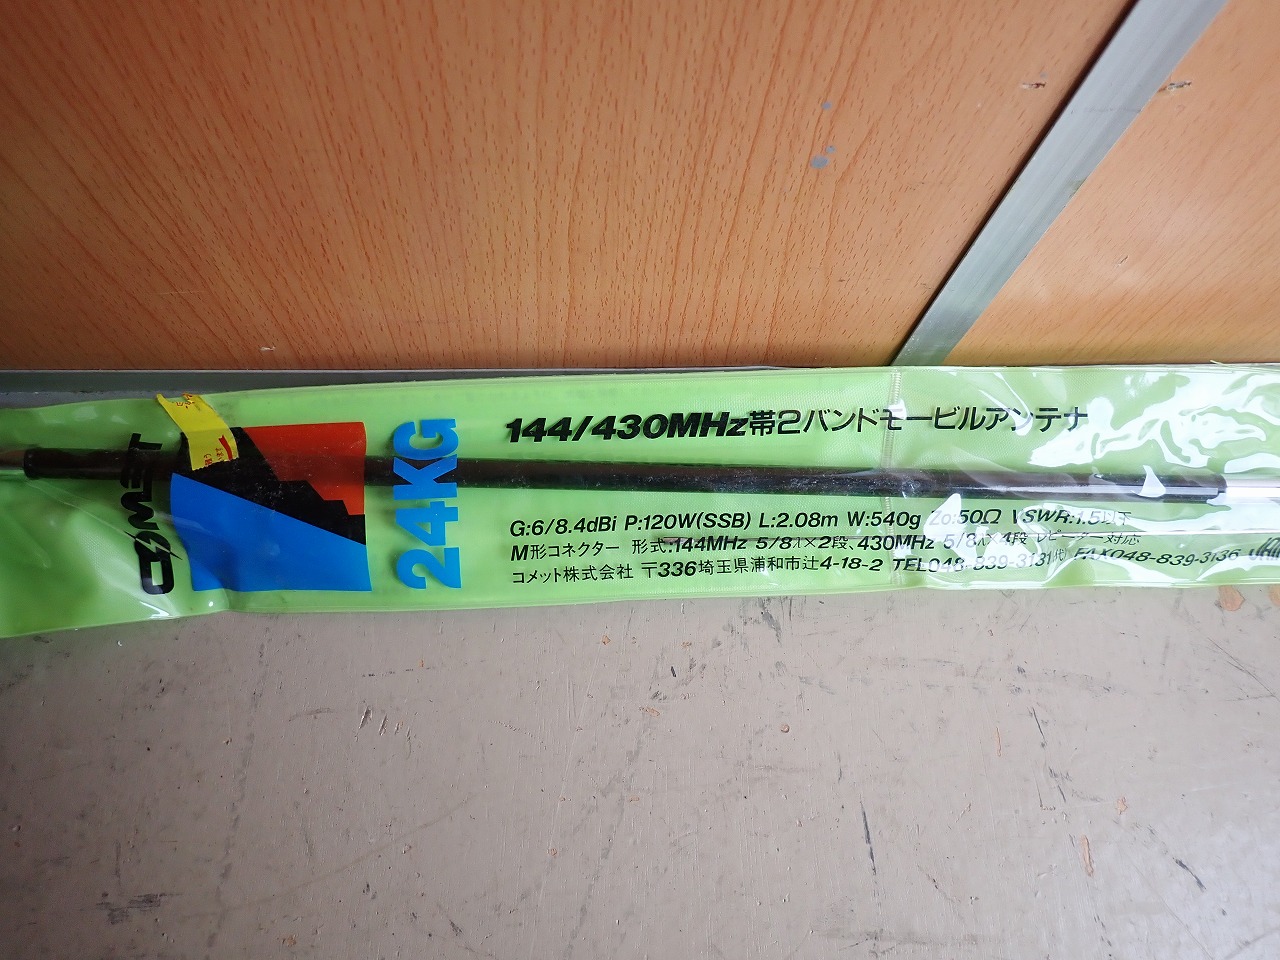 COMET
24KG
144/430MHz帯2バンドモービルアンテナ
G:6/8.4dBi P:120W(SSB) L:2.08m W:540g Zo:50Ω VSWR:1.5以下
M形コネクター 形式:144MHz 5/8λ×2段、430MHz 5/8λ×4段 レピーター対応
コメット株式会社 〒336埼玉県浦和市辻4-18-2 TEL048-839-3131(代) FAX048-839-3136